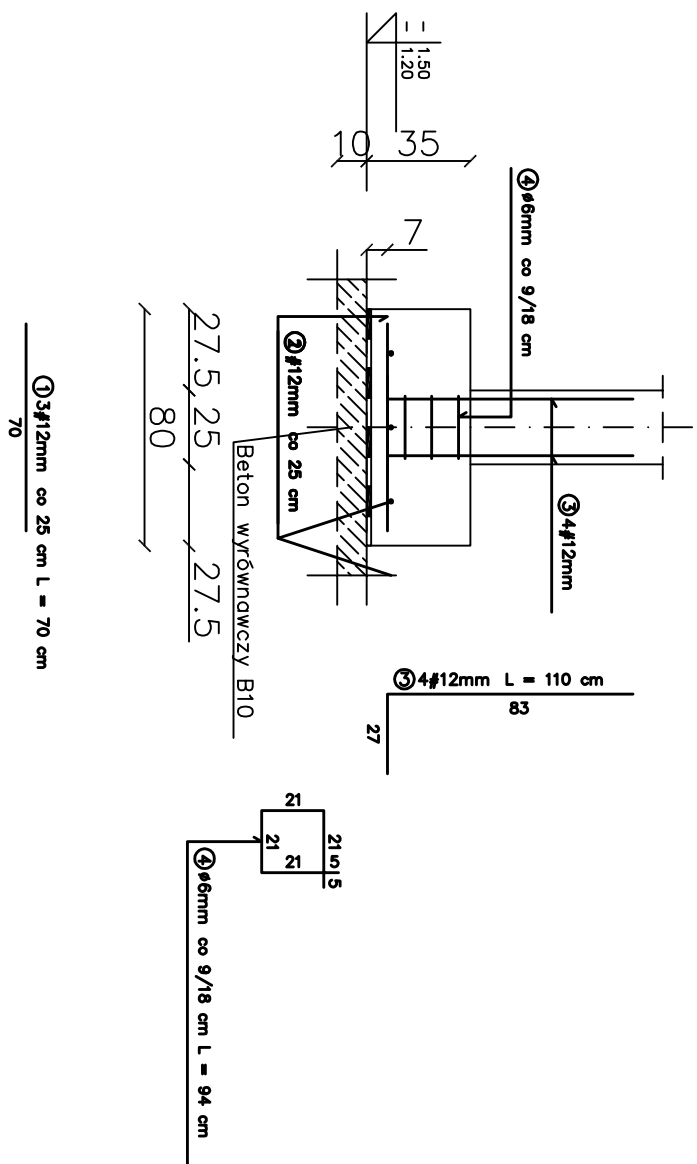 - 1.50
- 1.20
10 35
④ø6mm co 9/18 cm
7
②#12mm co 25 cm
③4#12mm
27.5 25 27.5
80
Beton wyrównawczy B10
①3#12mm co 25 cm L = 70 cm
70
③4#12mm L = 110 cm
83
27
21
21
21
21
5
5
④ø6mm co 9/18 cm L = 94 cm